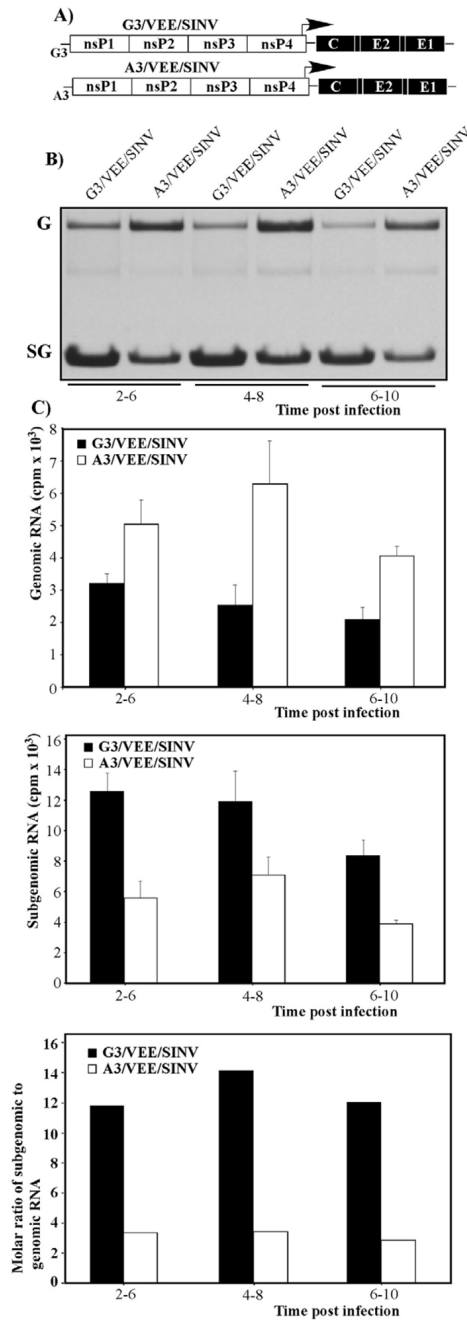 A)
G3/VEE/SINV
G3 nsP1 nsP2 nsP3 nsP4 C E2 E1
A3/VEE/SINV
A3 nsP1 nsP2 nsP3 nsP4 C E2 E1
B)
G3/VEE/SINV A3/VEE/SINV G3/VEE/SINV A3/VEE/SINV G3/VEE/SINV A3/VEE/SINV
G
SG
2-6 4-8 6-10
Time post infection
C)
Genomic RNA (cpm x 10³)
8
7
6
5
4
3
2
1
0
G3/VEE/SINV
A3/VEE/SINV
2-6 4-8 6-10
Time post infection
Subgenomic RNA (cpm x 10³)
16
14
12
10
8
6
4
2
0
G3/VEE/SINV
A3/VEE/SINV
2-6 4-8 6-10
Time post infection
Molar ratio of subgenomic to
genomic RNA
16
14
12
10
8
6
4
2
0
G3/VEE/SINV
A3/VEE/SINV
2-6 4-8 6-10
Time post infection